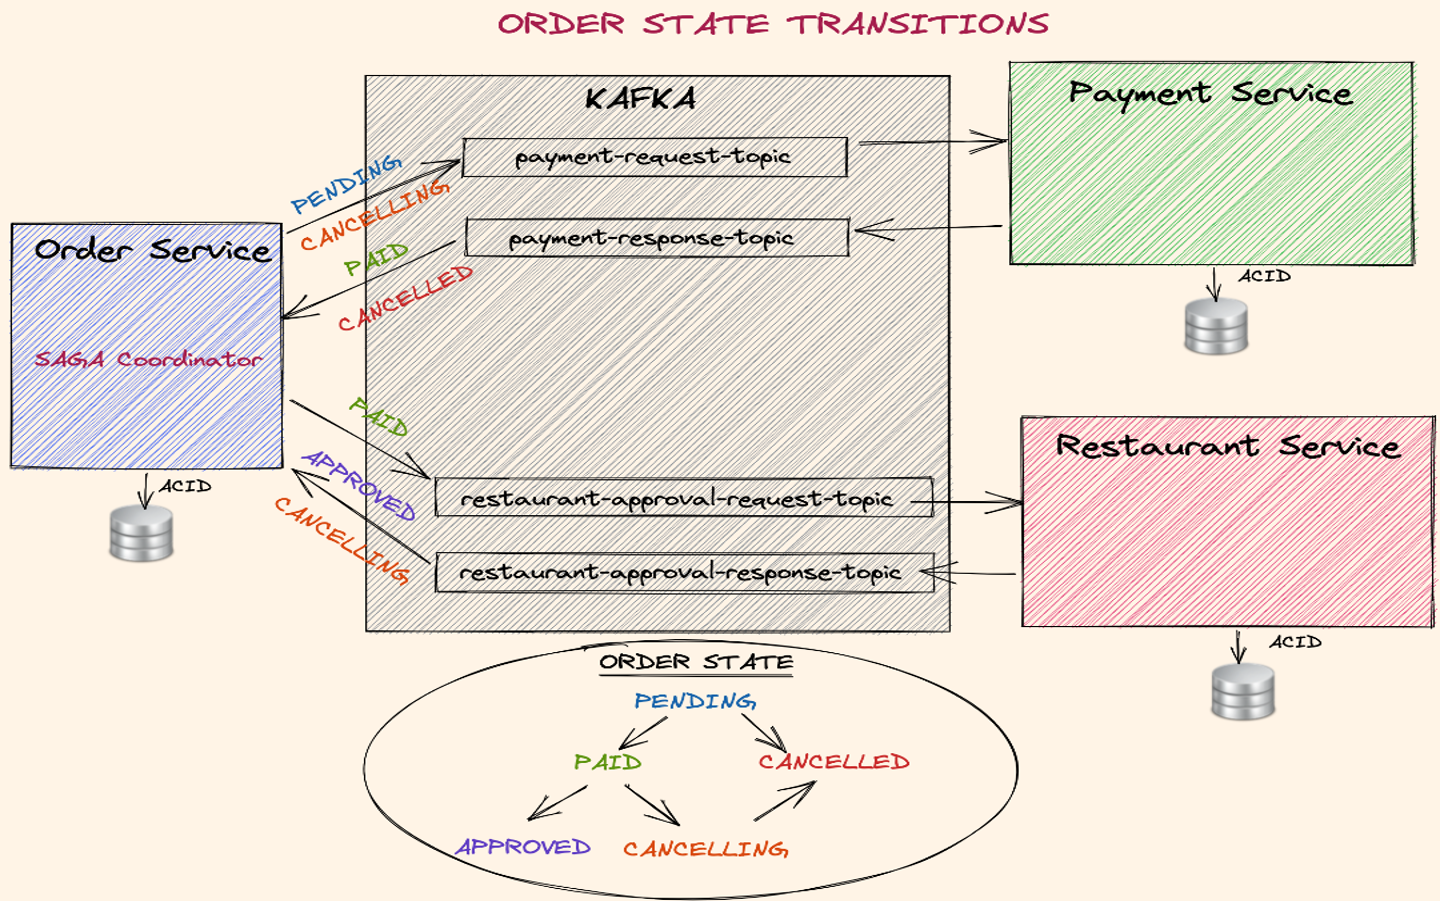 ORDER STATE TRANSITIONS
KAFKA
Payment Service
payment-request-topic
PENDING
CANCELLING
payment-response-topic
PAID
CANCELLED
Order Service
SAGA Coordinator
ACID
ACID
PAID
APPROVED
CANCELLING
restaurant-approval-request-topic
restaurant-approval-response-topic
Restaurant Service
ACID
ORDER STATE
PENDING
PAID
CANCELLED
APPROVED
CANCELLING